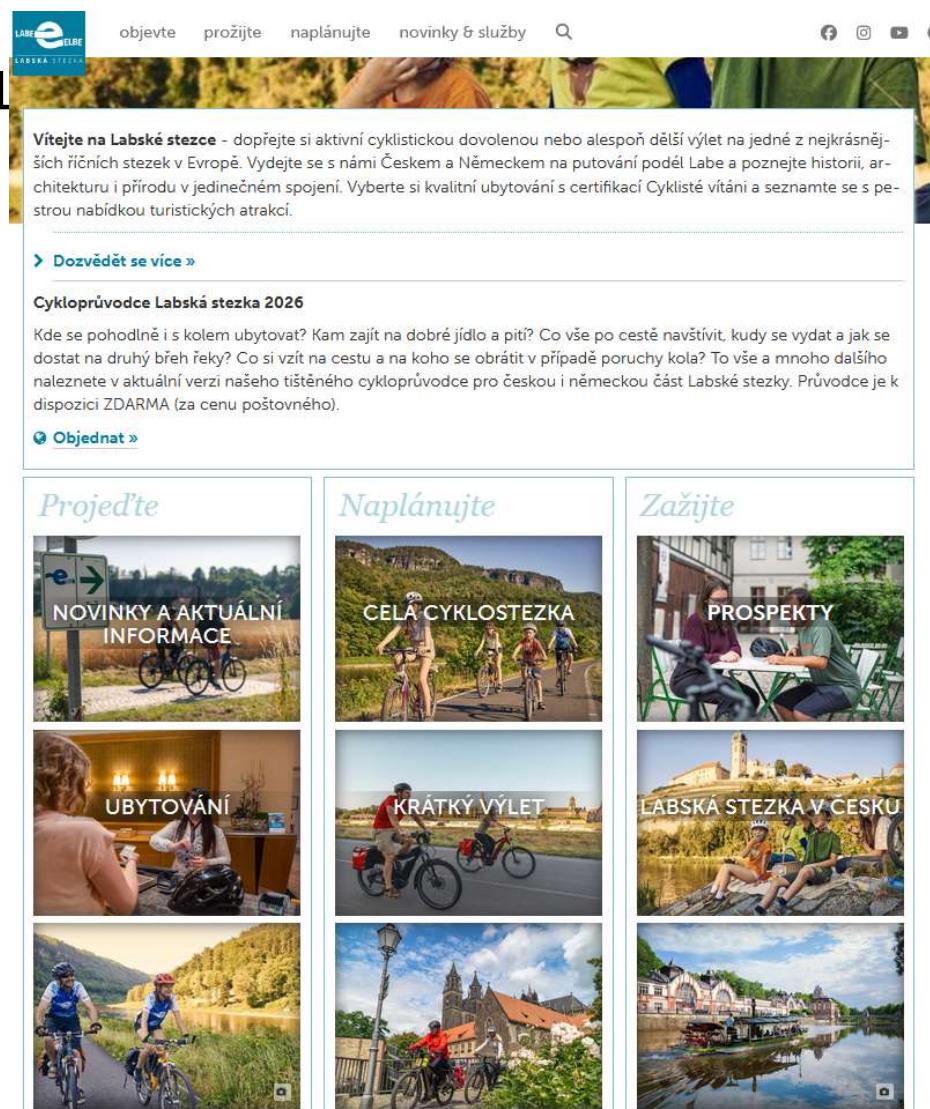 LABE e ELBE
LABSKÁ STEZKA
objevte prožijte naplánujte novinky & služby
Vítejte na Labské stezce - dopřejte si aktivní cyklistickou dovolenou nebo alespoň dělší výlet na jedné z nejkrásněj-
ších říčních stezek v Evropě. Vydejte se s námi Českem a Německem na putování podél Labe a poznejte historii, ar-
chitekturu i přírodu v jedinečném spojení. Vyberte si kvalitní ubytování s certifikací Cyklisté vítáni a seznamte se s pe-
strou nabídkou turistických atrakcí.
Dozvědět se více »
Cykloprůvodce Labská stezka 2026
Kde se pohodlně i s kolem ubytovat? Kam zajít na dobré jídlo a pití? Co vše po cestě navštívit, kudy se vydat a jak se
dostat na druhý břeh řeky? Co si vzít na cestu a na koho se obrátit v případě poruchy kola? To vše a mnoho dalšího
naleznete v aktuální verzi našeho tištěného cykloprůvodce pro českou i německou část Labské stezky. Průvodce je k
dispozici ZDARMA (za cenu poštovného).
Objednat »
Projeďte
NOVINKY A AKTUÁLNÍ
INFORMACE
UBYTOVÁNÍ
Naplánujte
CELÁ CYKLOSTEZKA
KRÁTKÝ VÝLET
Zažijte
PROSPEKTY
LABSKÁ STEZKA V ČESKU